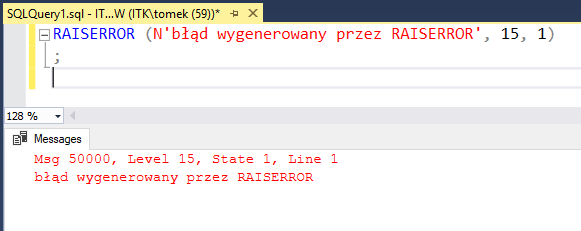 SQLQuery1.sql - IT...W (ITK\tomek (59))*
RAISERROR (N'błąd wygenerowany przez RAISERROR', 15, 1)
;
128 %
Messages
Msg 50000, Level 15, State 1, Line 1
błąd wygenerowany przez RAISERROR